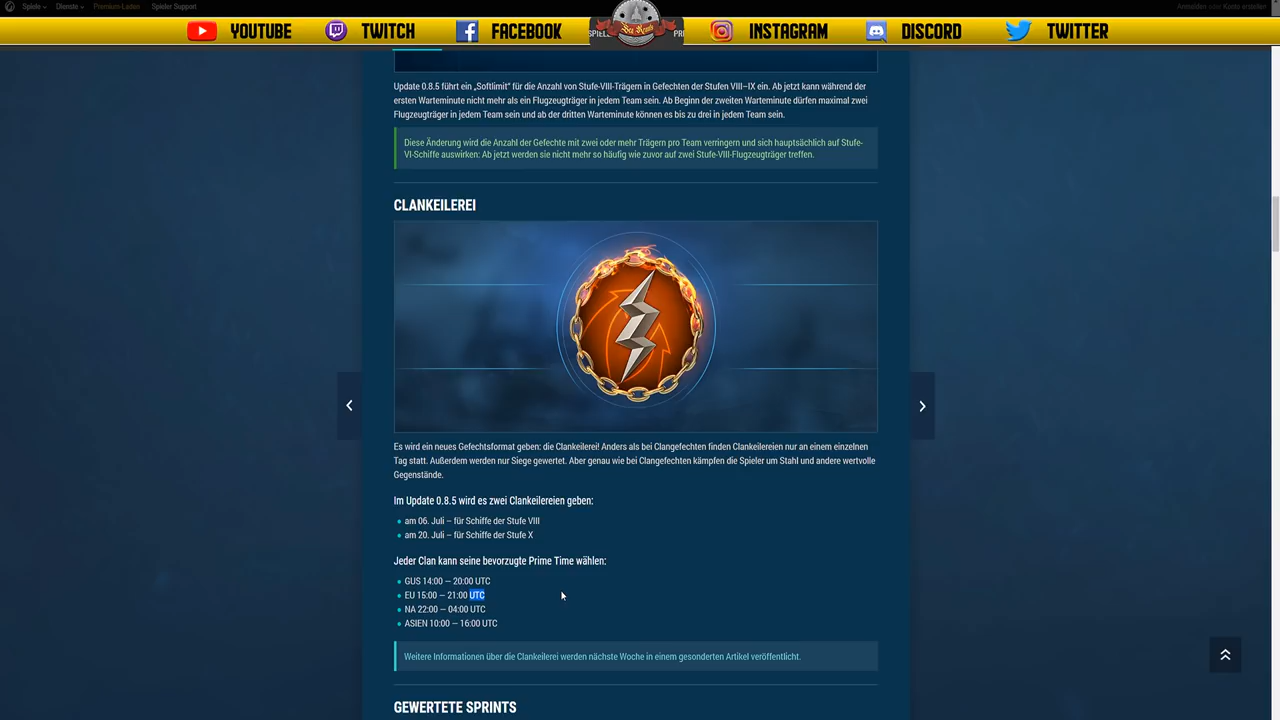 Spiele Dienste Premium-Laden Spieler Support
Anmelden oder Konto erstellen
YOUTUBE TWITCH FACEBOOK INSTAGRAM DISCORD TWITTER
Update 0.8.5 führt ein „Softlimit“ für die Anzahl von Stufe-VIII-Trägern in Gefechten der Stufen VIII–IX ein. Ab jetzt kann während der
ersten Warteminute nicht mehr als ein Flugzeugträger in jedem Team sein. Ab Beginn der zweiten Warteminute dürfen maximal zwei
Flugzeugträger in jedem Team sein und ab der dritten Warteminute können es bis zu drei in jedem Team sein.
Diese Änderung wird die Anzahl der Gefechte mit zwei oder mehr Trägern pro Team verringern und sich hauptsächlich auf Stufe-
VI-Schiffe auswirken: Ab jetzt werden sie nicht mehr so häufig wie zuvor auf zwei Stufe-VIII-Flugzeugträger treffen.
CLANKEILEREI
Es wird ein neues Gefechtsformat geben: die Clankeilerei! Anders als bei Clangefechten finden Clankeilereien nur an einem einzelnen
Tag statt. Außerdem werden nur Siege gewertet. Aber genau wie bei Clangefechten kämpfen die Spieler um Stahl und andere wertvolle
Gegenstände.
Im Update 0.8.5 wird es zwei Clankeilereien geben:
am 06. Juli – für Schiffe der Stufe VIII
am 20. Juli – für Schiffe der Stufe X
Jeder Clan kann seine bevorzugte Prime Time wählen:
GUS 14:00 — 20:00 UTC
EU 15:00 — 21:00 UTC
NA 22:00 — 04:00 UTC
ASIEN 10:00 — 16:00 UTC
Weitere Informationen über die Clankeilerei werden nächste Woche in einem gesonderten Artikel veröffentlicht.
GEWERTETE SPRINTS